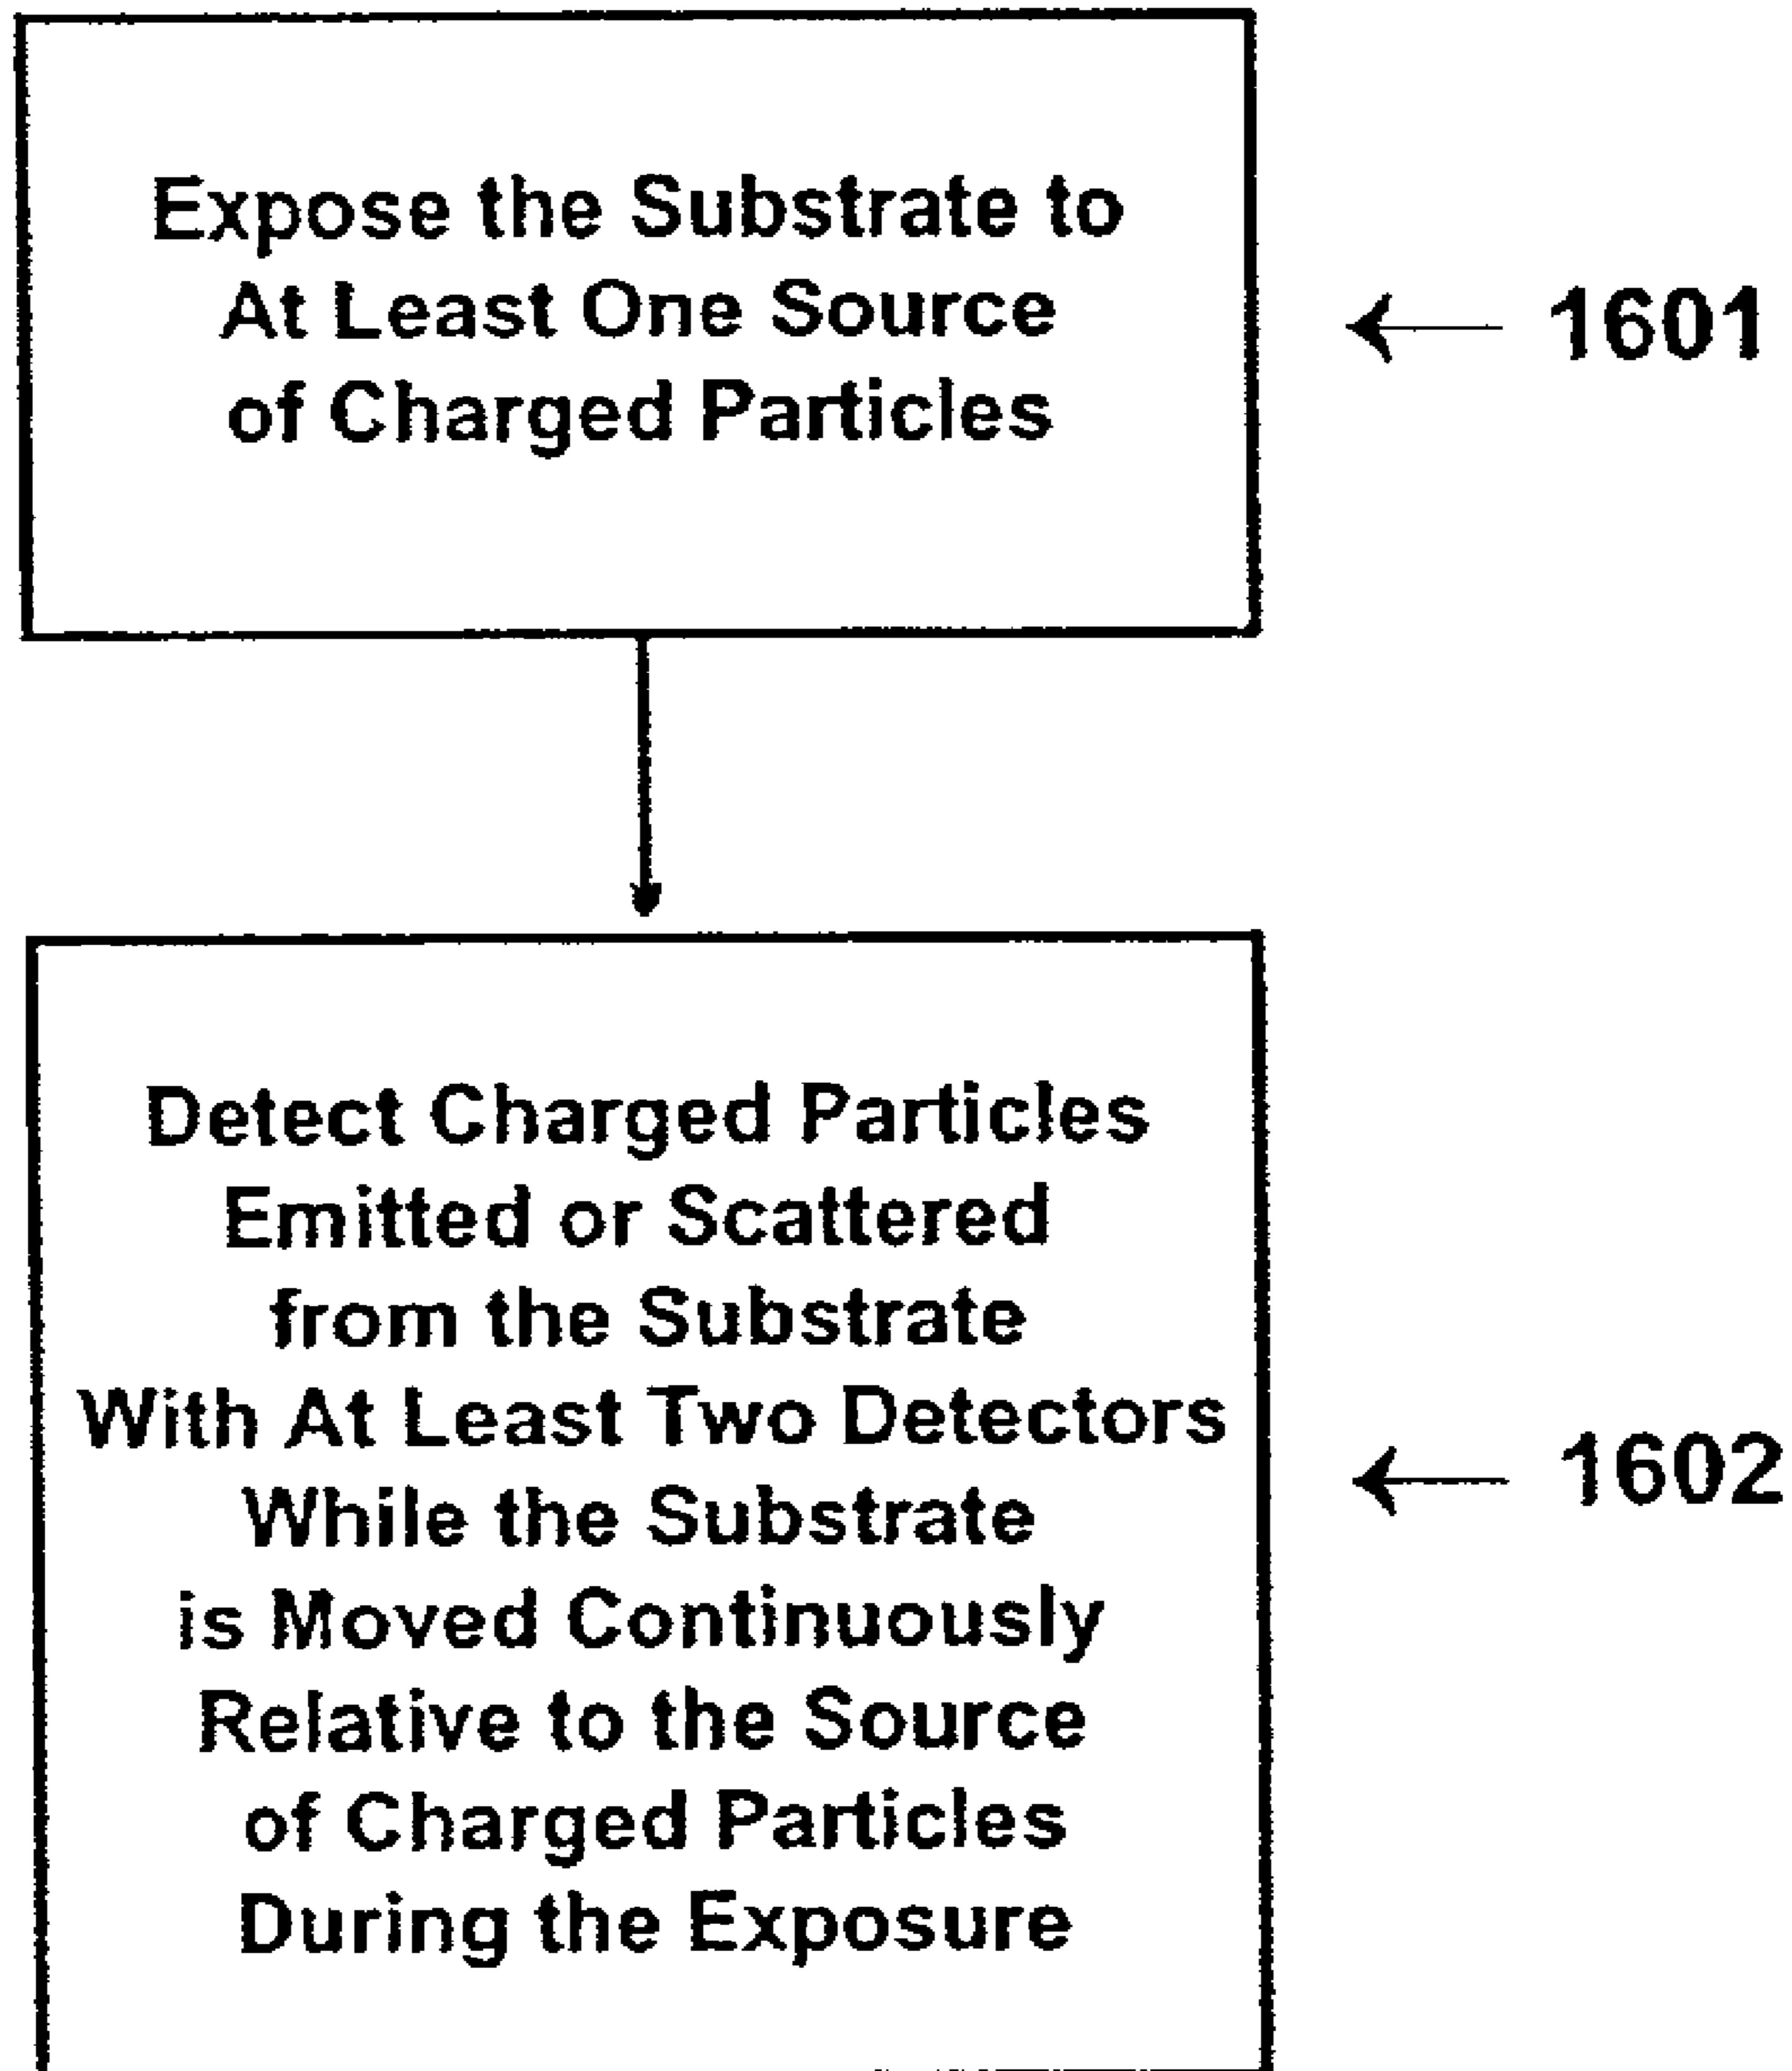 Expose the Substrate to
At Least One Source
of Charged Particles
1601
Detect Charged Particles
Emitted or Scattered
from the Substrate
With At Least Two Detectors
While the Substrate
is Moved Continuously
Relative to the Source
of Charged Particles
During the Exposure
1602